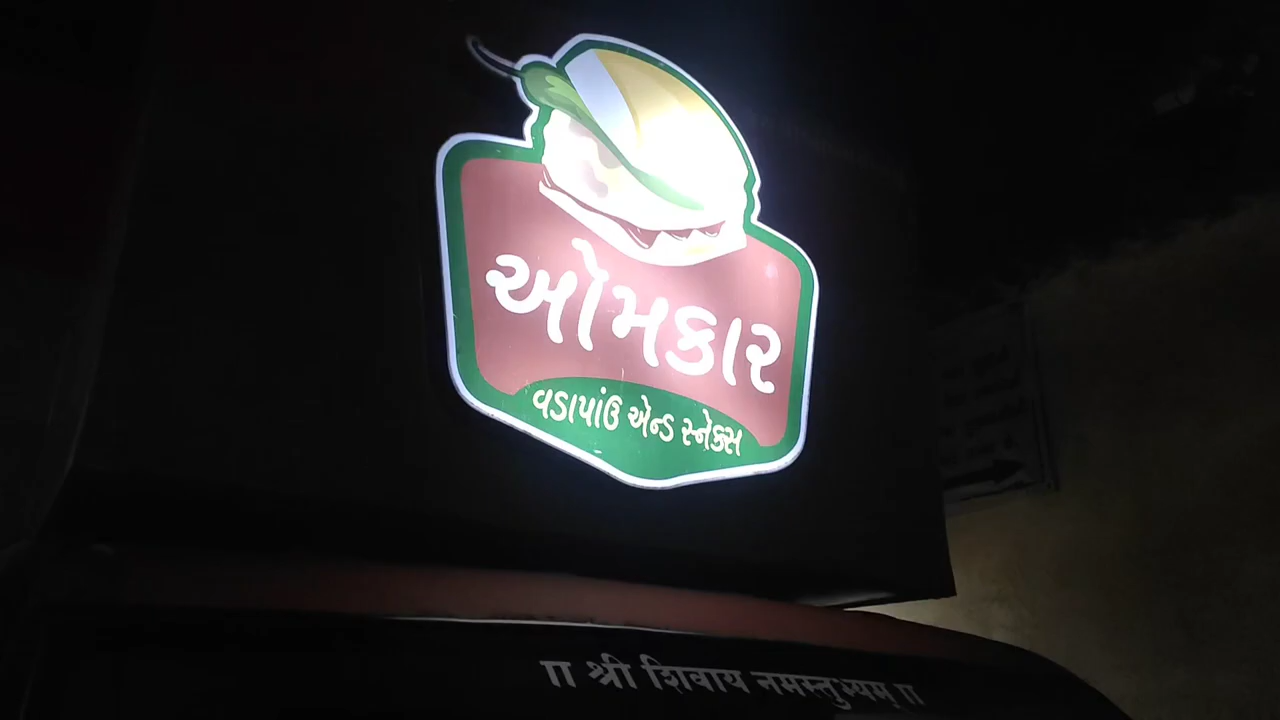 ઓમકાર
વડાપાંઉ એન્ડ સ્નેક્સ
॥ श्री शिवाय नमस्तुभ्यम् ॥